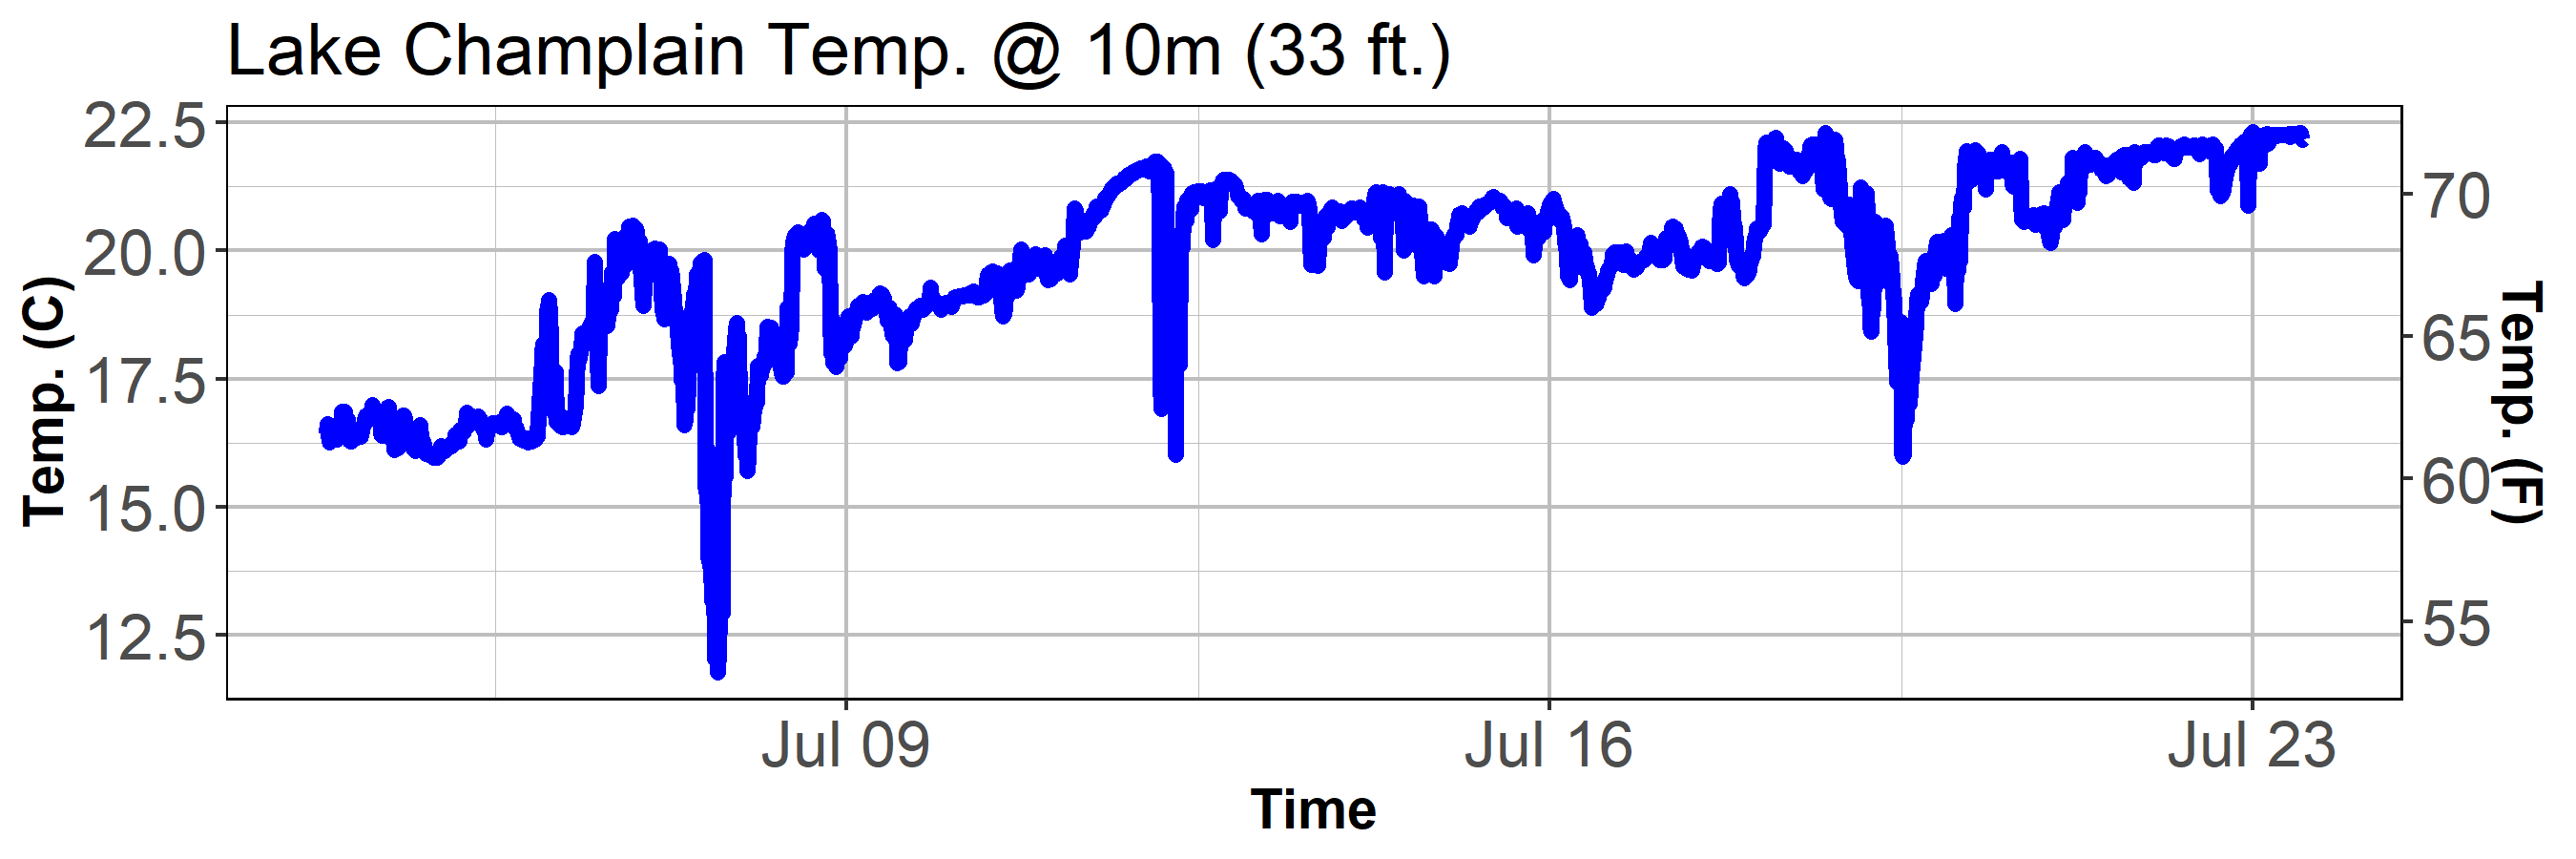 Lake Champlain Temp. @ 10m (33 ft.)
Temp. (C)
22.5
20.0
17.5
15.0
12.5
70
65
60
55
Temp. (F)
Jul 09
Jul 16
Jul 23
Time